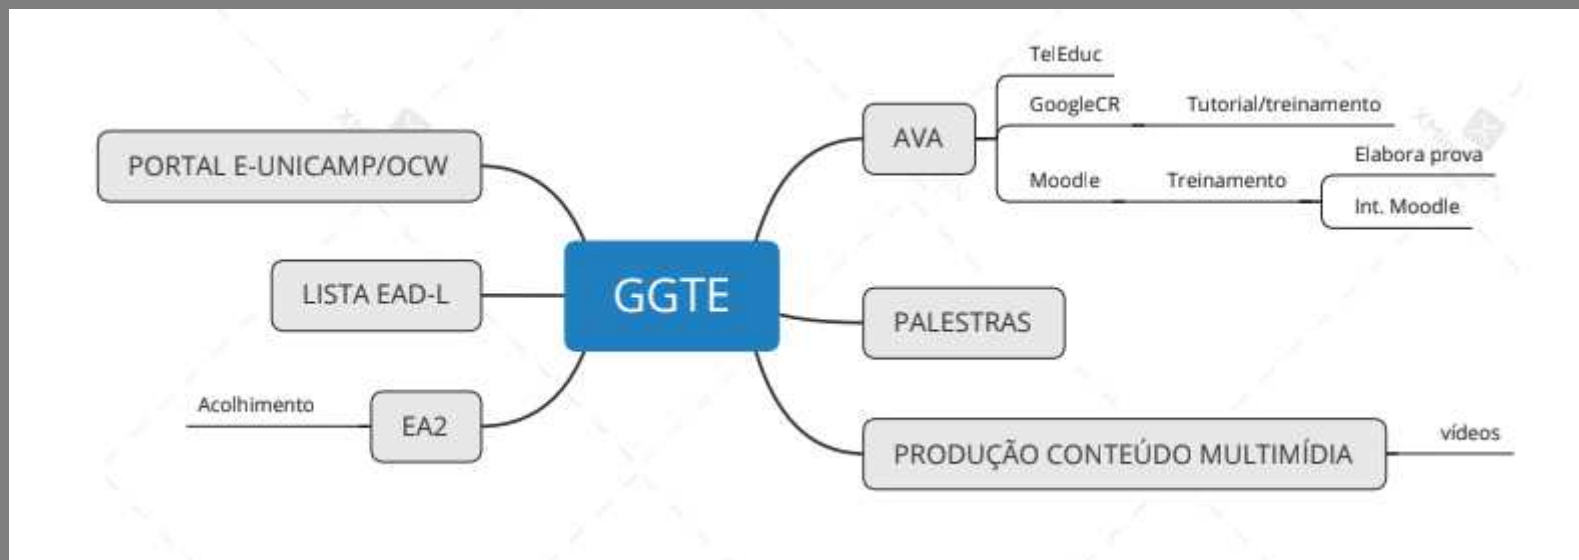 TelEduc
GoogleCR
Tutorial/treinamento
AVA
Elabora prova
Moodle
Treinamento
Int. Moodle
PORTAL E-UNICAMP/OCW
GGTE
LISTA EAD-L
PALESTRAS
Acolhimento
EA2
PRODUÇÃO CONTEÚDO MULTIMÍDIA
vídeos